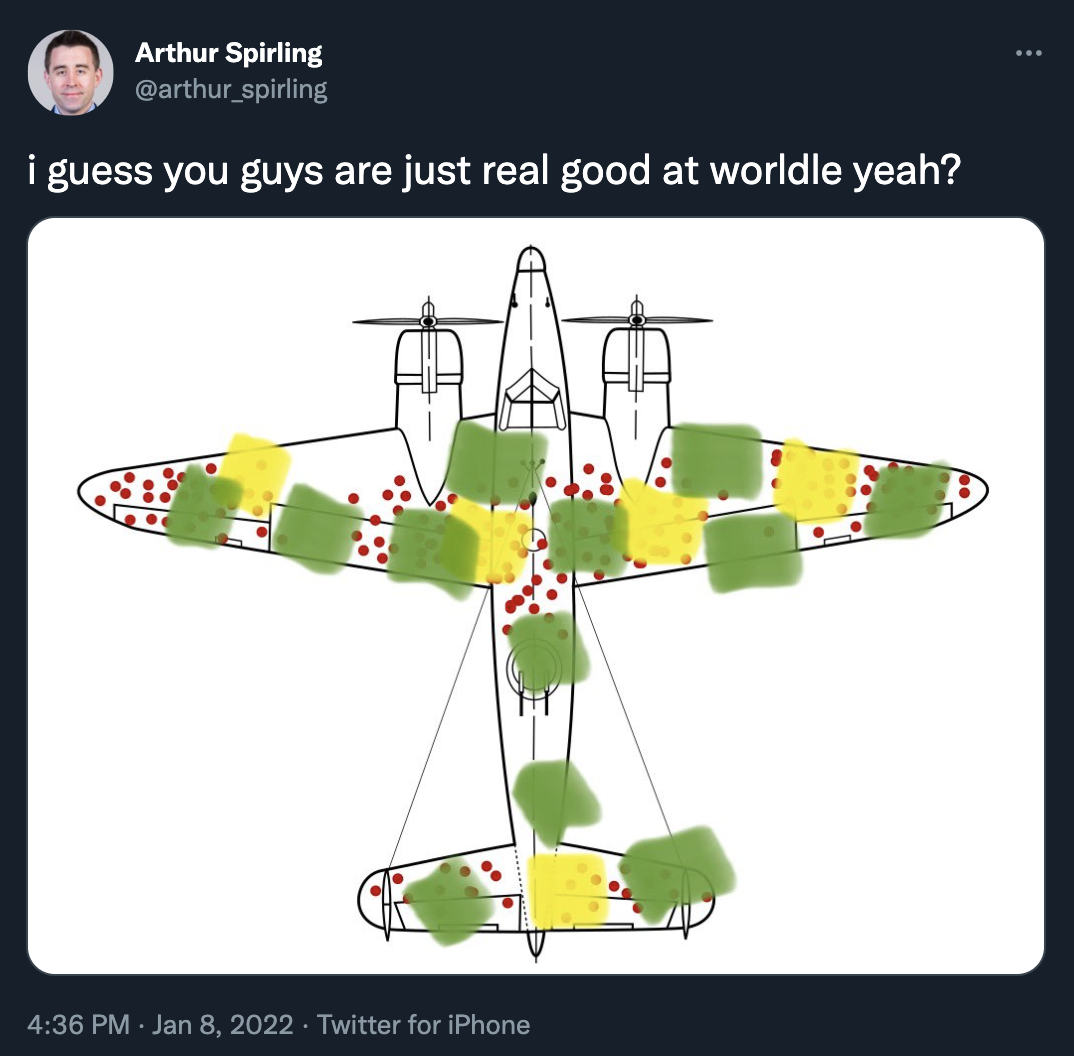 Arthur Spirling
@arthur_spirling
i guess you guys are just real good at worldle yeah?
4:36 PM · Jan 8, 2022 · Twitter for iPhone